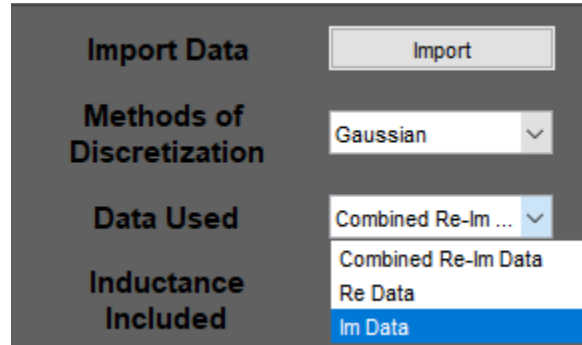 Import Data
Import
Methods of
Discretization
Gaussian
Data Used
Combined Re-Im ...
Combined Re-Im Data
Re Data
Im Data
Inductance
Included